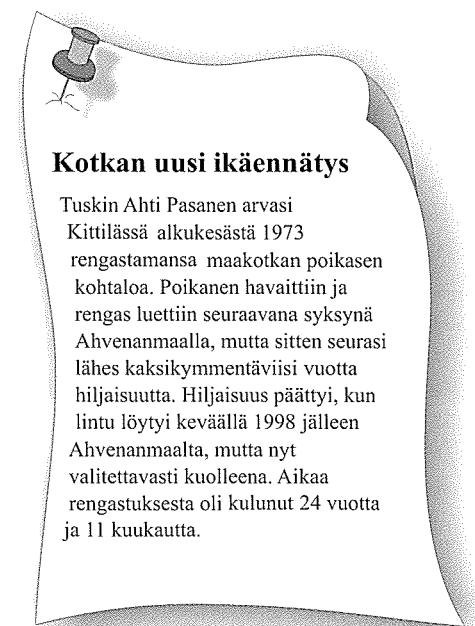 Kotkan uusi ikäennätys
Tuskin Ahti Pasanen arvasi
Kittilässä alkukesästä 1973
rengastamansa maakotkan poikasen
kohtaloa. Poikanen havaittiin ja
rengas luettiin seuraavana syksynä
Ahvenanmaalla, mutta sitten seurasi
lähes kaksikymmentäviisi vuotta
hiljaisuutta. Hiljaisuus päättyi, kun
lintu löytyi keväällä 1998 jälleen
Ahvenanmaalta, mutta nyt
valitettavasti kuolleena. Aikaa
rengastuksesta oli kulunut 24 vuotta
ja 11 kuukautta.